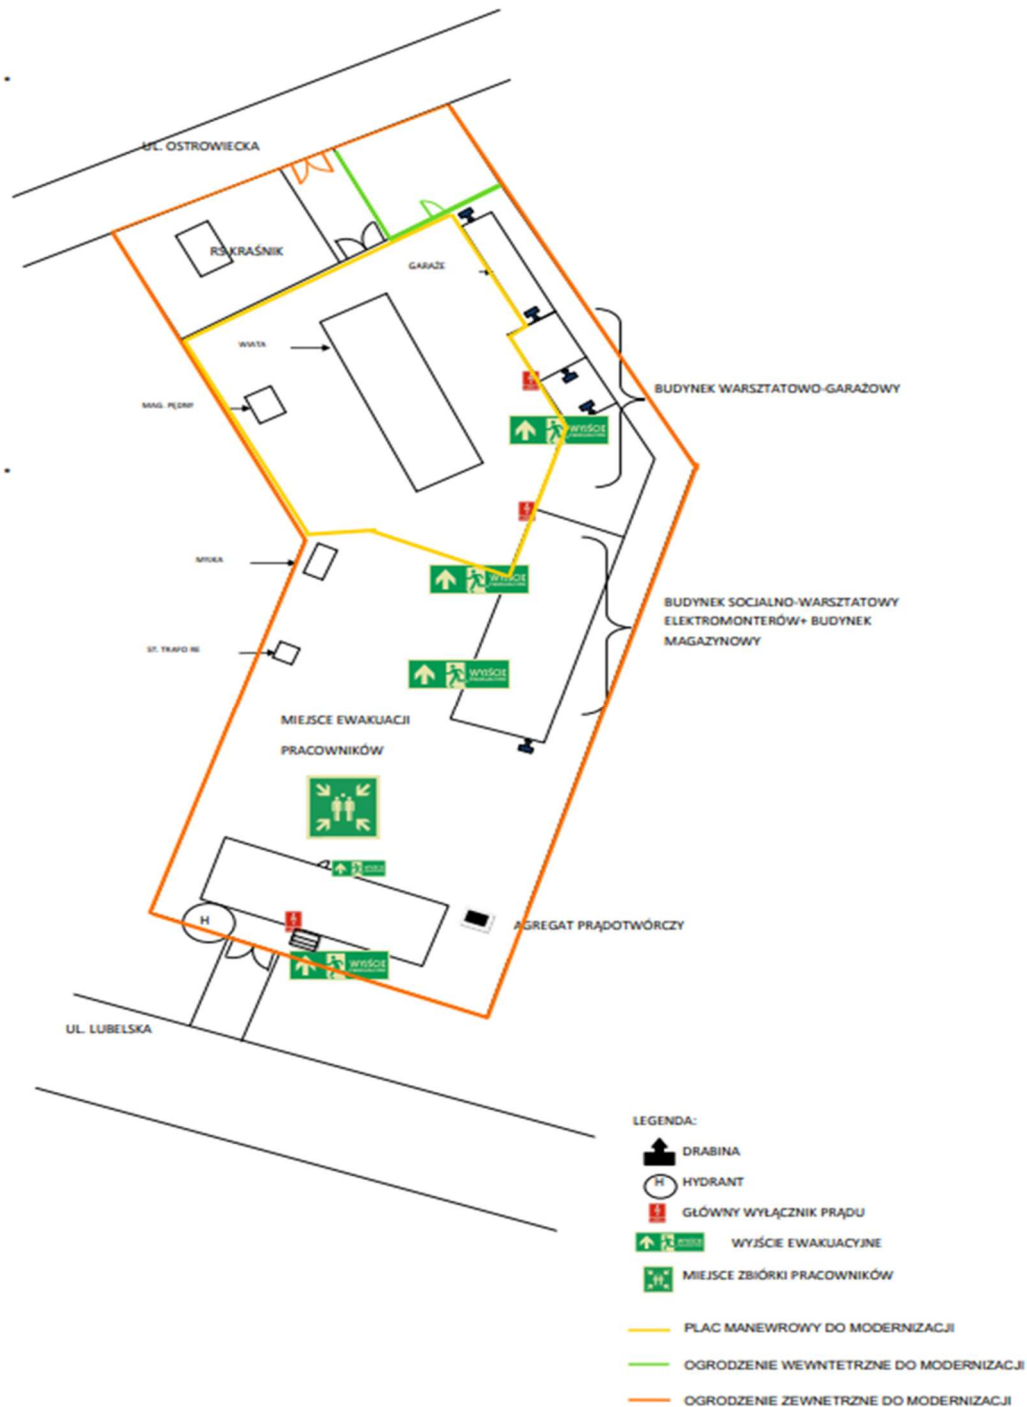 UL. OSTROWIECKA
RS KRAŚNIK
GARAŻE
WIATA
MAG. PĘDNY
BUDYNEK WARSZTATOWO-GARAŻOWY
WYJŚCIE
MYJKA
WYJŚCIE
BUDYNEK SOCJALNO-WARSZTATOWY
ELEKTROMONTERÓW+ BUDYNEK
MAGAZYNOWY
ST. TRAFO RE
WYJŚCIE
MIEJSCE EWAKUACJI
PRACOWNIKÓW
H
AGREGAT PRĄDOTWÓRCZY
WYJŚCIE
UL. LUBELSKA
LEGENDA:
DRABINA
H HYDRANT
GŁÓWNY WYŁĄCZNIK PRĄDU
WYJŚCIE EWAKUACYJNE
MIEJSCE ZBIÓRKI PRACOWNIKÓW
PLAC MANEWROWY DO MODERNIZACJI
OGRODZENIE WEWNTETRZNE DO MODERNIZACJI
OGRODZENIE ZEWNETRZNE DO MODERNIZACJI